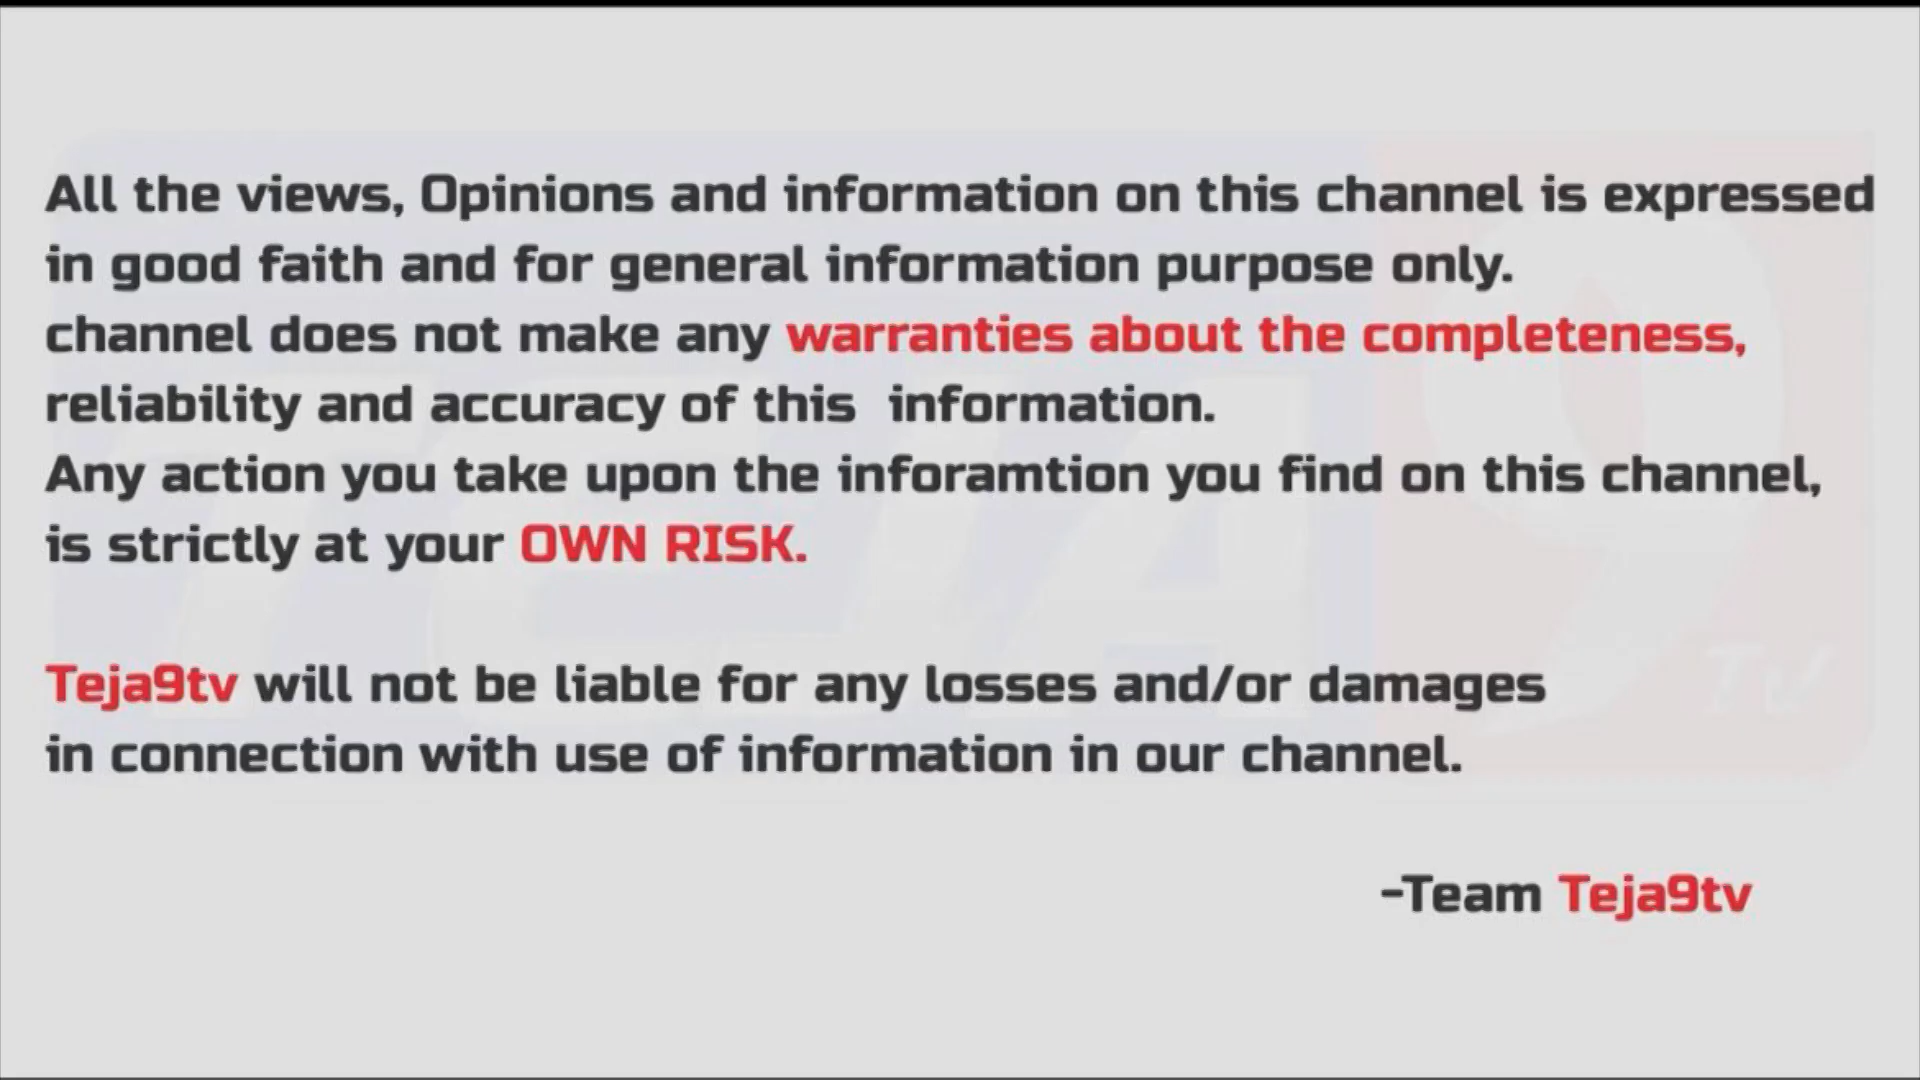 All the views, Opinions and information on this channel is expressed
in good faith and for general information purpose only.
channel does not make any warranties about the completeness,
reliability and accuracy of this  information.
Any action you take upon the inforamtion you find on this channel,
is strictly at your OWN RISK.
Teja9tv will not be liable for any losses and/or damages
in connection with use of information in our channel.
-Team Teja9tv
TEJA 9 TV